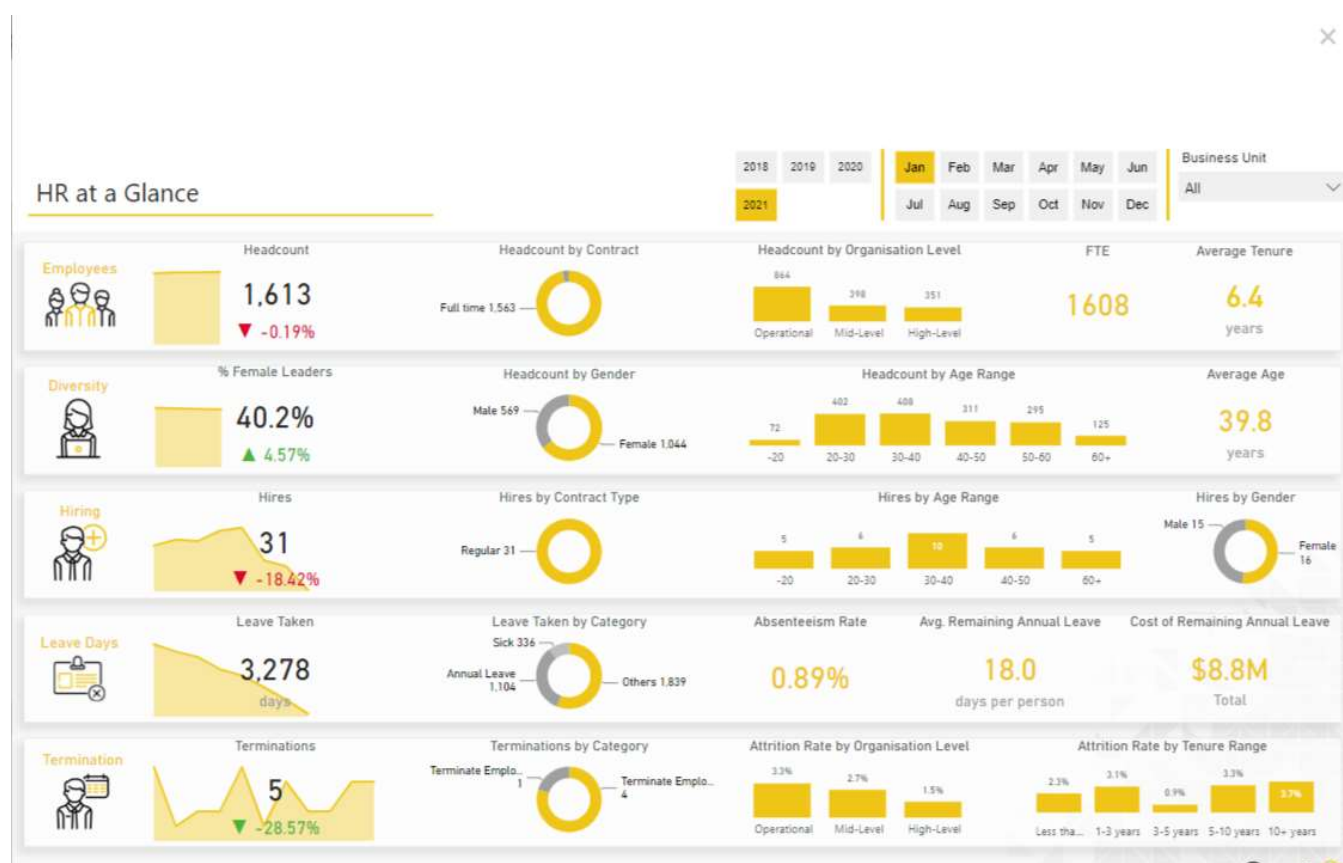 HR at a Glance
2018 2019 2020
2021
Jan Feb Mar Apr May Jun
Jul Aug Sep Oct Nov Dec
Business Unit
All
Employees
Headcount
1,613
▼ -0.19%
Headcount by Contract
Full time 1,563
Headcount by Organisation Level
864 398 351
Operational Mid-Level High-Level
FTE
1608
Average Tenure
6.4
years
Diversity
% Female Leaders
40.2%
▲ 4.57%
Headcount by Gender
Male 569
Female 1,044
Headcount by Age Range
72 402 408 311 295 125
-20 20-30 30-40 40-50 50-60 60+
Average Age
39.8
years
Hiring
Hires
31
▼ -18.42%
Hires by Contract Type
Regular 31
Hires by Age Range
5 6 10 6 5
-20 20-30 30-40 40-50 60+
Hires by Gender
Male 15
Female
16
Leave Days
Leave Taken
3,278
days
Leave Taken by Category
Sick 336
Annual Leave
1,104
Others 1,839
Absenteeism Rate
0.89%
Avg. Remaining Annual Leave
18.0
days per person
Cost of Remaining Annual Leave
$8.8M
Total
Termination
Terminations
5
▼ -28.57%
Terminations by Category
Terminate Emplo...
1
Terminate Emplo...
4
Attrition Rate by Organisation Level
3.3% 2.7% 1.5%
Operational Mid-Level High-Level
Attrition Rate by Tenure Range
2.3% 3.1% 0.9% 3.3% 3.7%
Less tha... 1-3 years 3-5 years 5-10 years 10+ years